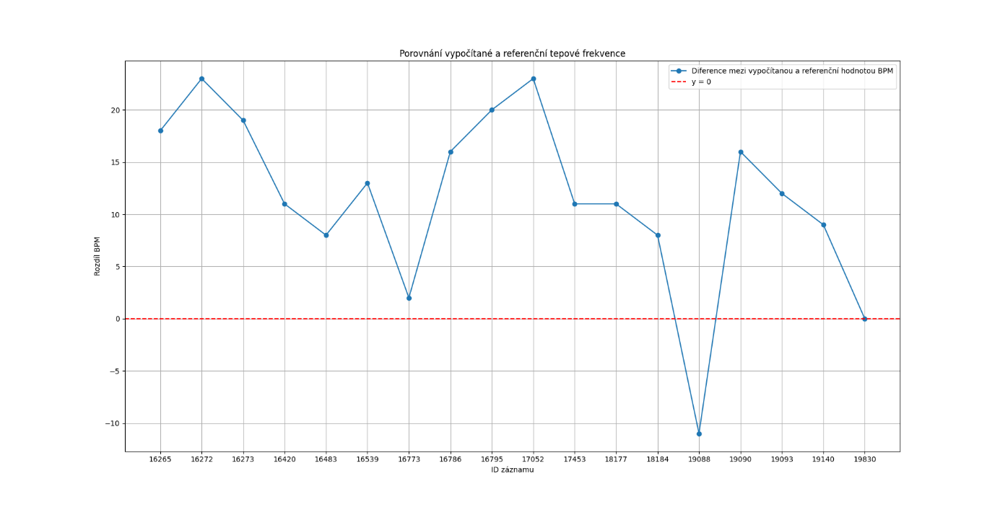 Porovnání vypočítané a referenční tepové frekvence
Diference mezi vypočítanou a referenční hodnotou BPM
y = 0
20
15
10
5
0
−5
−10
Rozdíl BPM
16265 16272 16273 16420 16483 16539 16773 16786 16795 17052 17453 18177 18184 19088 19090 19093 19140 19830
ID záznamu